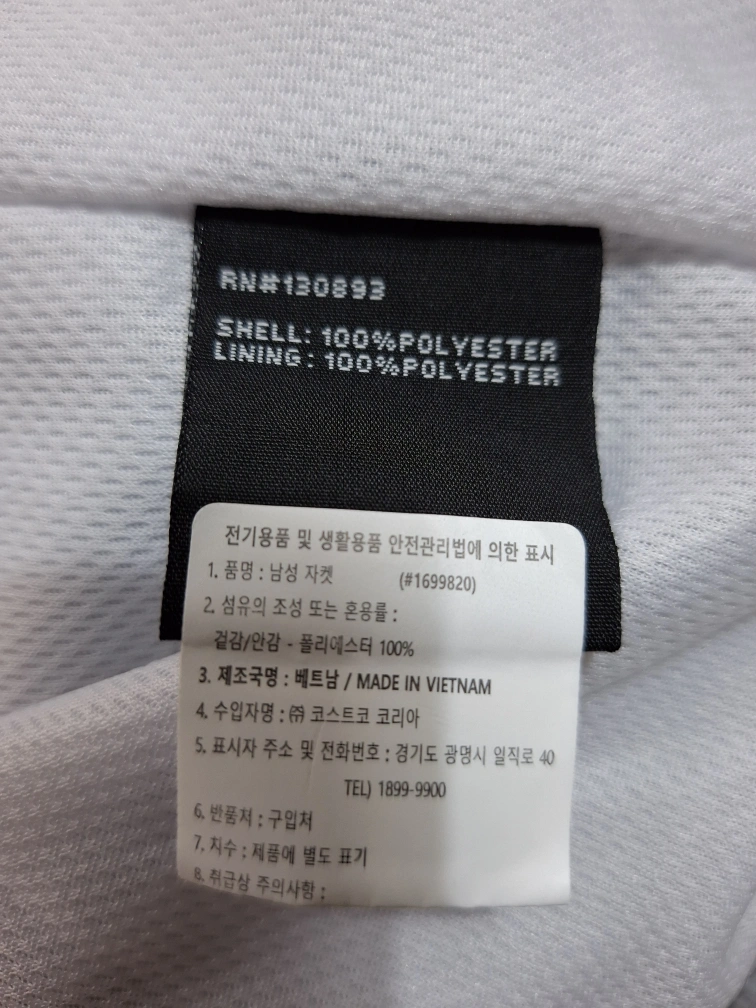 RN#130893
SHELL: 100%POLYESTER
LINING: 100%POLYESTER
전기용품 및 생활용품 안전관리법에 의한 표시
1. 품명 : 남성 자켓 (#1699820)
2. 섬유의 조성 또는 혼용률 :
겉감/안감 - 폴리에스터 100%
3. 제조국명 : 베트남 / MADE IN VIETNAM
4. 수입자명 : ㈜ 코스트코 코리아
5. 표시자 주소 및 전화번호 : 경기도 광명시 일직로 40
TEL) 1899-9900
6. 반품처 : 구입처
7. 치수 : 제품에 별도 표기
8. 취급상 주의사항 :